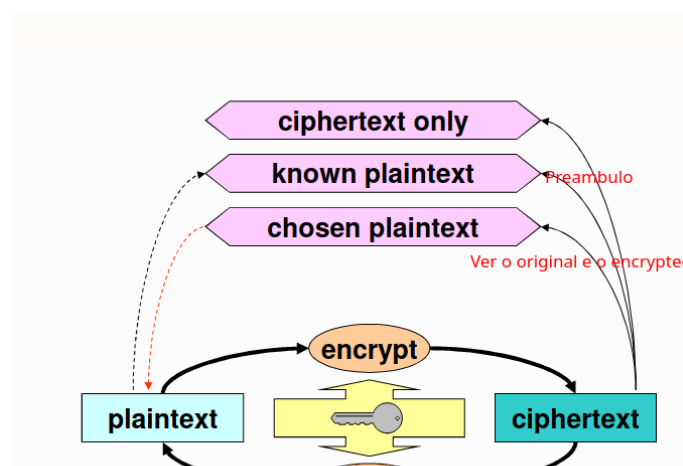 ciphertext only
known plaintext
Preambulo
chosen plaintext
Ver o original e o encrypted
encrypt
plaintext
ciphertext